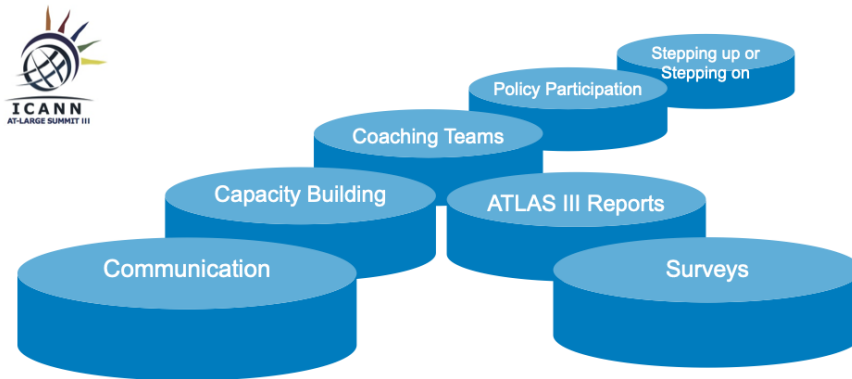 ICANN
AT-LARGE SUMMIT III
Stepping up or
Stepping on
Policy Participation
Coaching Teams
Capacity Building
ATLAS III Reports
Communication
Surveys